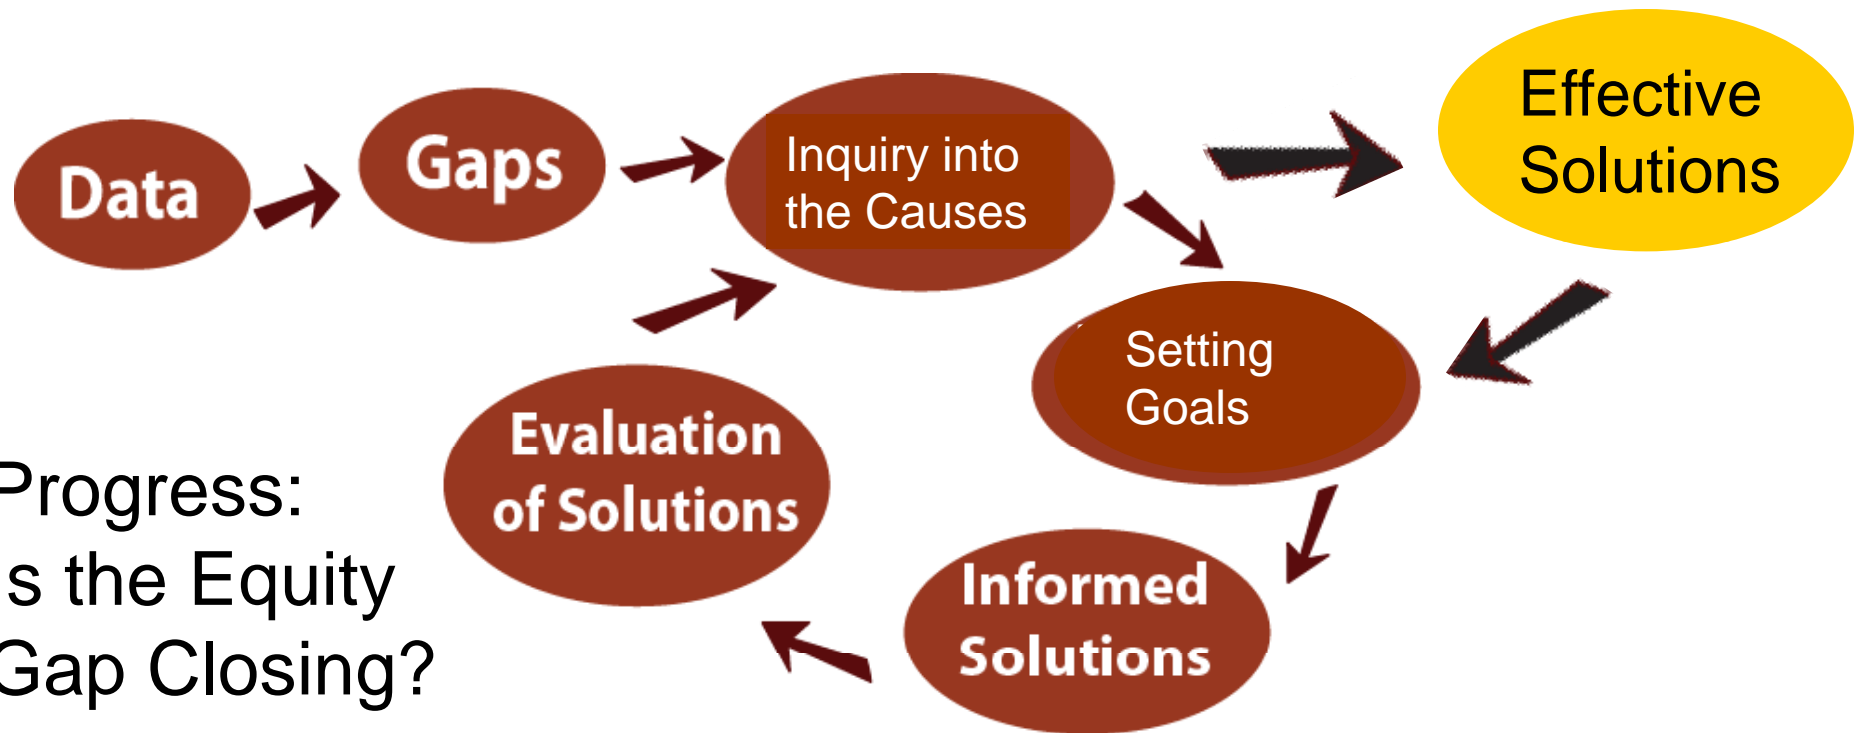 Data
Gaps
Inquiry into
the Causes
Effective
Solutions
Setting
Goals
Evaluation
of Solutions
Informed
Solutions
Progress:
s the Equity
Gap Closing?